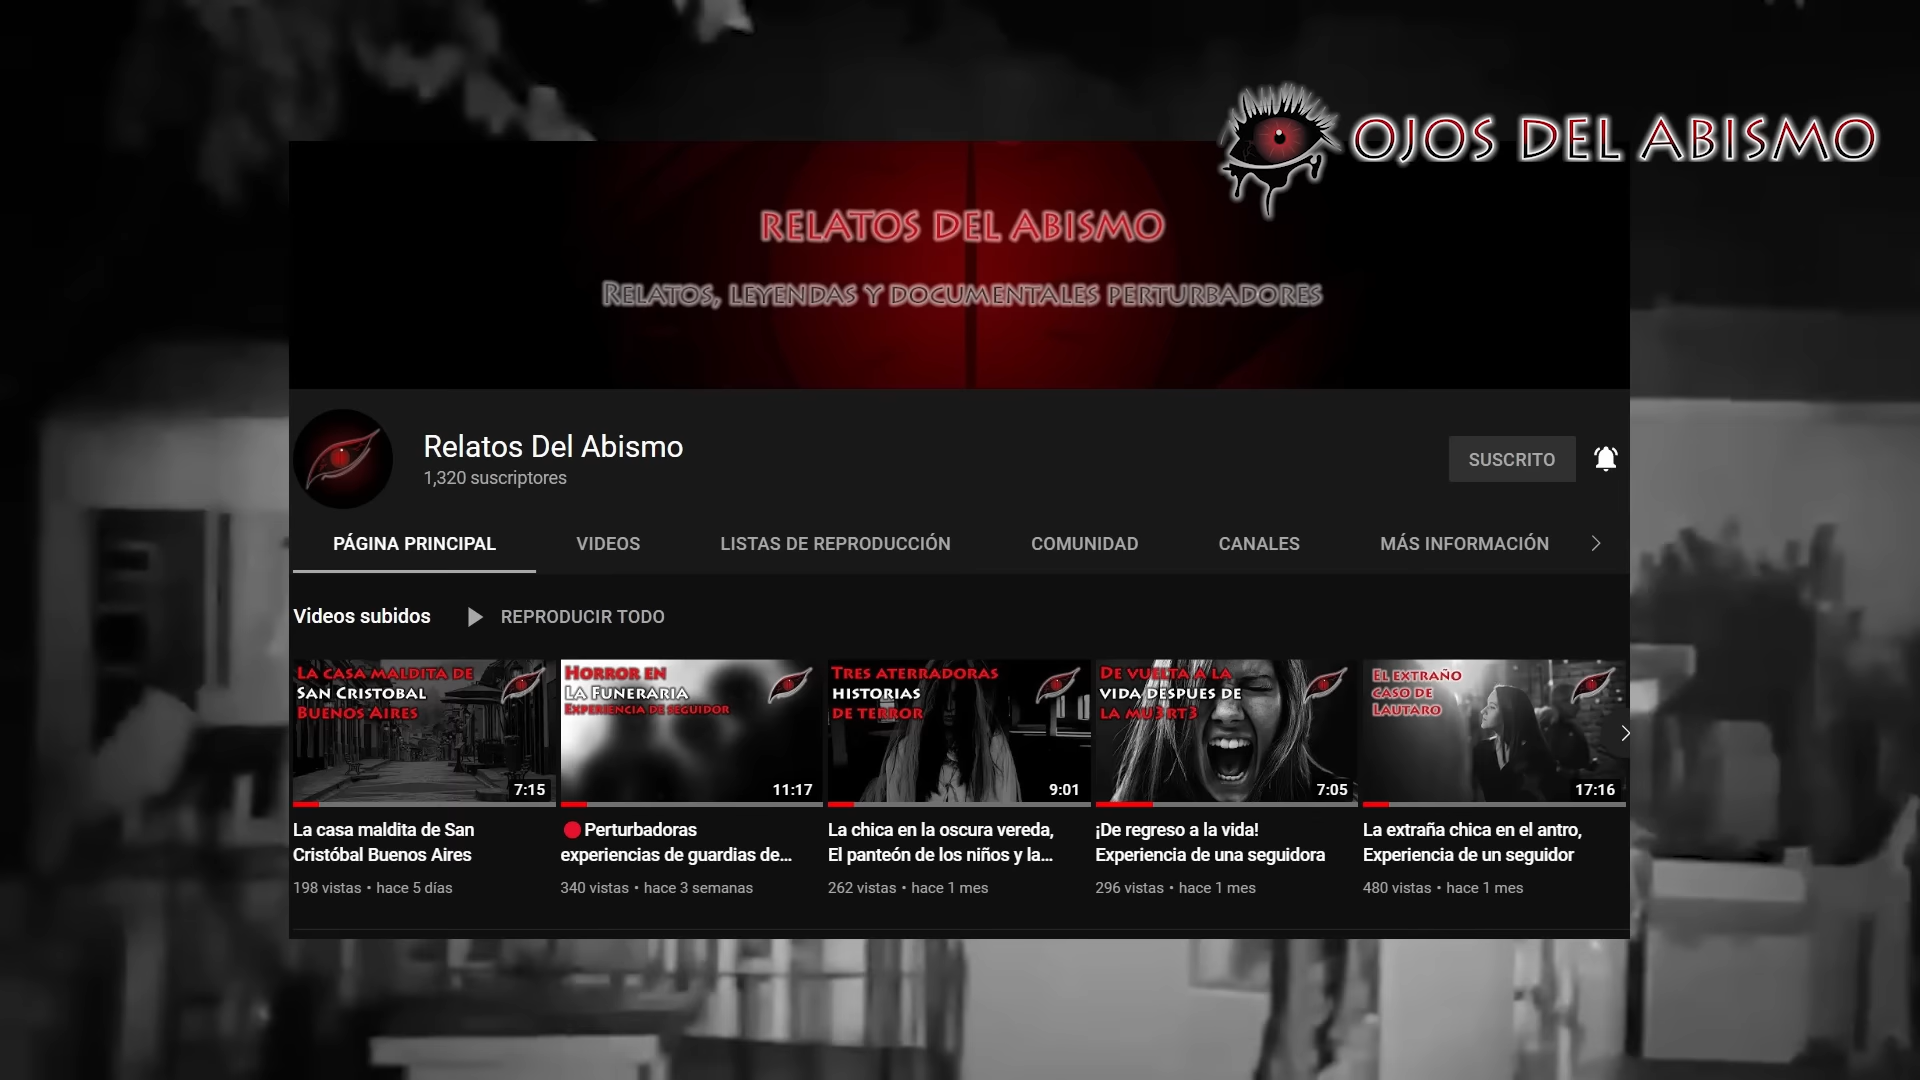 OJOS DEL ABISMO
RELATOS DEL ABISMO
RELATOS, LEYENDAS Y DOCUMENTALES PERTURBADORES
Relatos Del Abismo
1,320 suscriptores
SUSCRITO
PÁGINA PRINCIPAL
VIDEOS
LISTAS DE REPRODUCCIÓN
COMUNIDAD
CANALES
MÁS INFORMACIÓN
Videos subidos
REPRODUCIR TODO
LA CASA MALDITA DE
SAN CRISTOBAL
BUENOS AIRES
7:15
HORROR EN
LA FUNERARIA
EXPERIENCIA DE SEGUIDOR
11:17
TRES ATERRADORAS
HISTORIAS
DE TERROR
9:01
DE VUELTA A LA
VIDA DESPUES DE
LA MU3RT3
7:05
EL EXTRAÑO
CASO DE
LAUTARO
17:16
La casa maldita de San
Cristóbal Buenos Aires
198 vistas • hace 5 días
Perturbadoras
experiencias de guardias de...
340 vistas • hace 3 semanas
La chica en la oscura vereda,
El panteón de los niños y la...
262 vistas • hace 1 mes
¡De regreso a la vida!
Experiencia de una seguidora
296 vistas • hace 1 mes
La extraña chica en el antro,
Experiencia de un seguidor
480 vistas • hace 1 mes